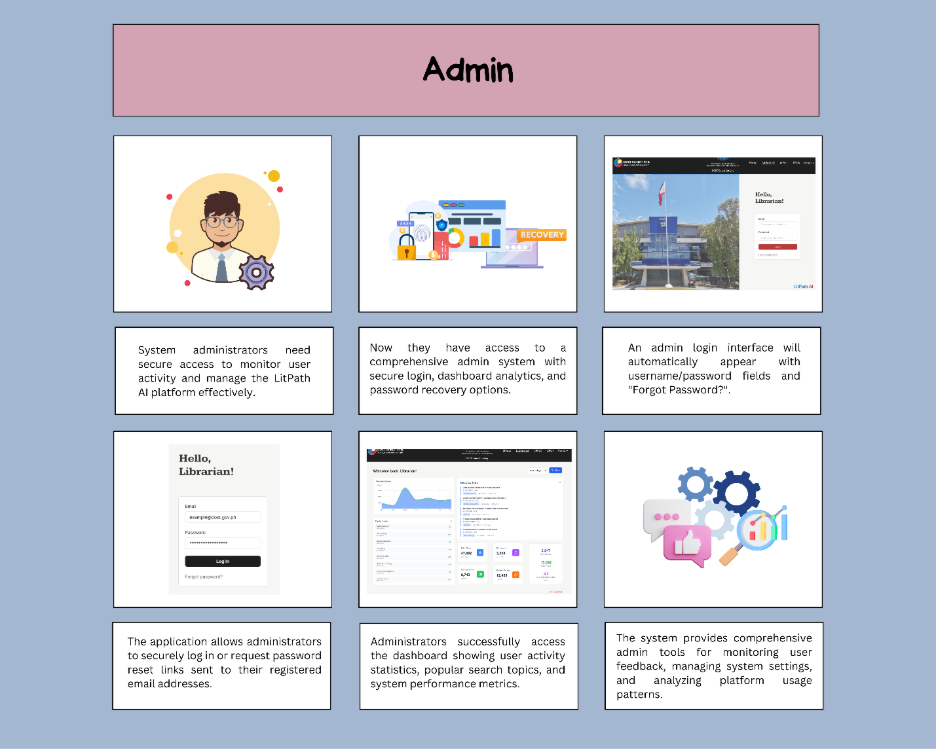 Admin
RECOVERY
Hello,
Librarian!
LitPath AI
System administrators need
secure access to monitor user
activity and manage the LitPath
AI platform effectively.
Now they have access to a
comprehensive admin system with
secure login, dashboard analytics, and
password recovery options.
An admin login interface will
automatically appear with
username/password fields and
"Forgot Password?".
Hello,
Librarian!
Email
example@dost.gov.ph
Password
Log In
Forgot password?
Welcome back Librarian!
The application allows administrators
to securely log in or request password
reset links sent to their registered
email addresses.
Administrators successfully access
the dashboard showing user activity
statistics, popular search topics, and
system performance metrics.
The system provides comprehensive
admin tools for monitoring user
feedback, managing system settings,
and analyzing platform usage
patterns.